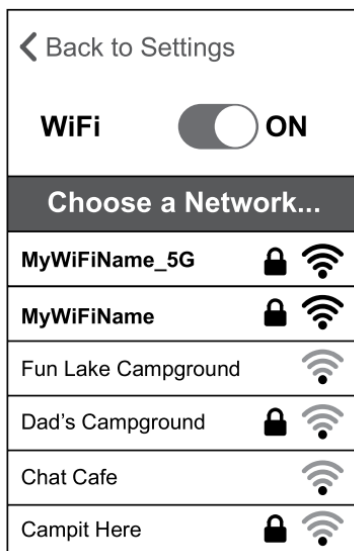 Back to Settings
WiFi ON
Choose a Network...
MyWiFiName_5G
MyWiFiName
Fun Lake Campground
Dad's Campground
Chat Cafe
Campit Here